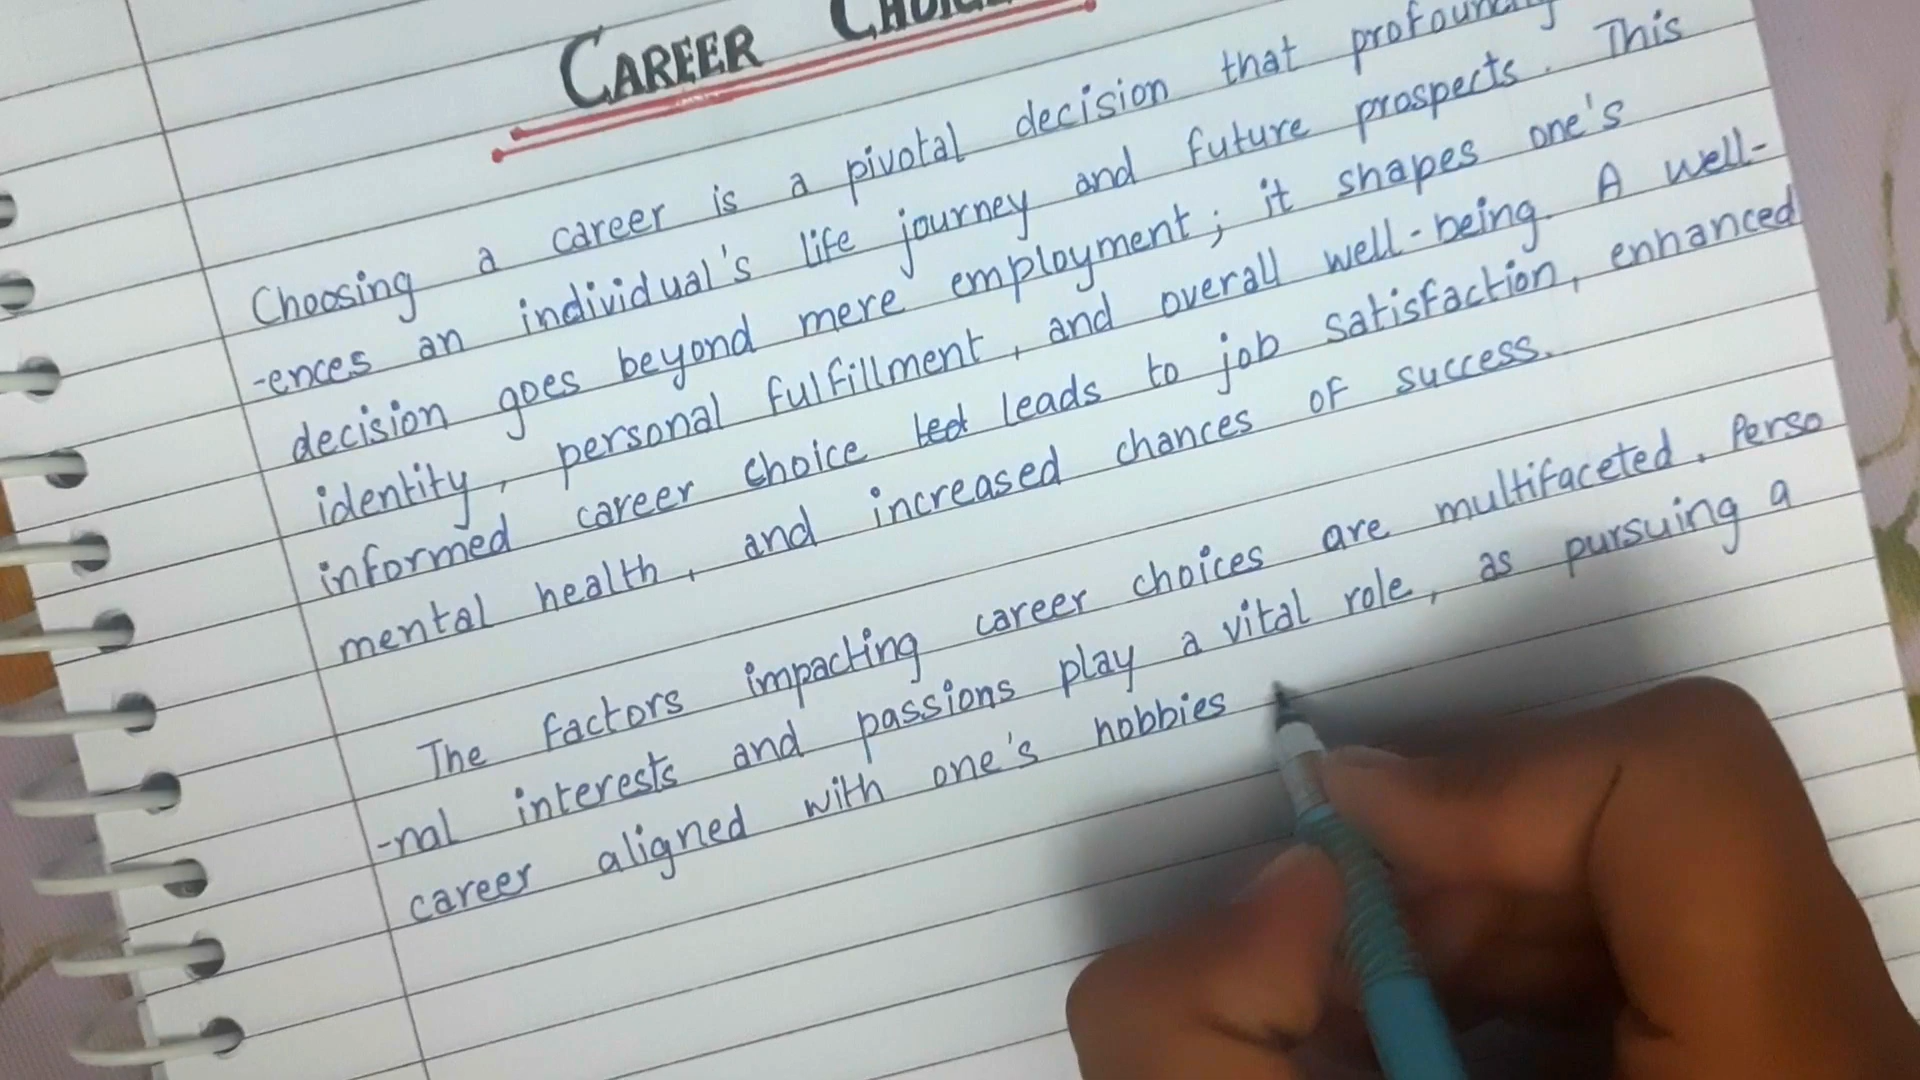 CAREER CHOICE
Choosing a career is a pivotal decision that profoundly
-ences an individual's life journey and future prospects. This
decision goes beyond mere employment; it shapes one's
identity, personal fulfillment, and overall well-being. A well-
informed career choice led leads to job satisfaction, enhanced
mental health, and increased chances of success.
The factors impacting career choices are multifaceted. Perso
-nal interests and passions play a vital role, as pursuing a
career aligned with one's hobbies